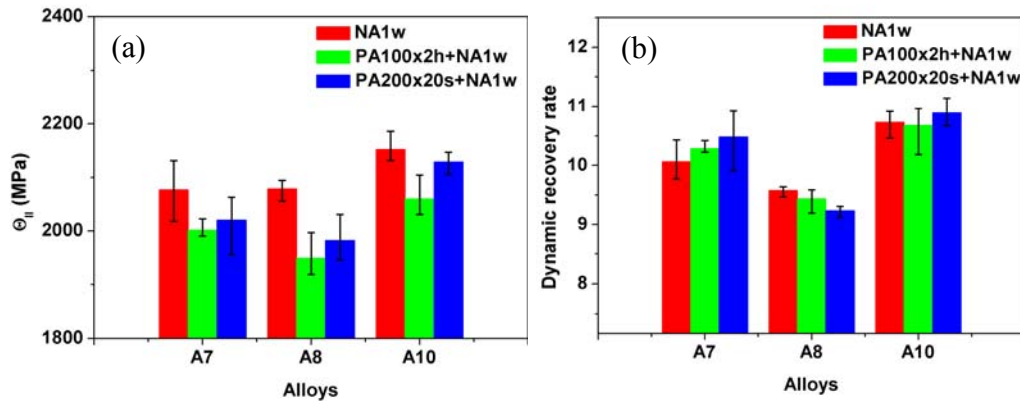 (a)
NA1w
PA100x2h+NA1w
PA200x20s+NA1w
2400
2200
2000
1800
Θ_II (MPa)
A7 A8 A10
Alloys
(b)
NA1w
PA100x2h+NA1w
PA200x20s+NA1w
12
11
10
9
8
Dynamic recovery rate
A7 A8 A10
Alloys